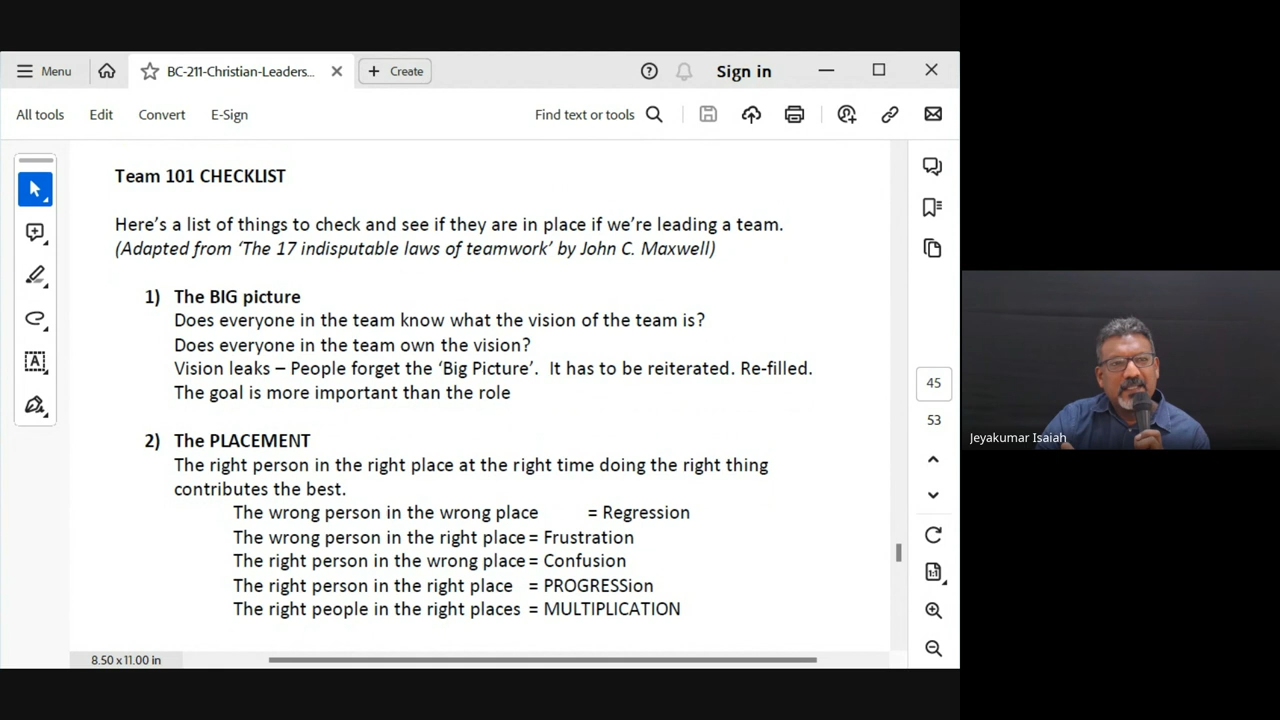 Menu
BC-211-Christian-Leaders...
Create
Sign in
All tools
Edit
Convert
E-Sign
Find text or tools
Team 101 CHECKLIST
Here's a list of things to check and see if they are in place if we're leading a team.
(Adapted from 'The 17 indisputable laws of teamwork' by John C. Maxwell)
1) The BIG picture
Does everyone in the team know what the vision of the team is?
Does everyone in the team own the vision?
Vision leaks – People forget the 'Big Picture'. It has to be reiterated. Re-filled.
The goal is more important than the role
2) The PLACEMENT
The right person in the right place at the right time doing the right thing
contributes the best.
The wrong person in the wrong place = Regression
The wrong person in the right place = Frustration
The right person in the wrong place = Confusion
The right person in the right place = PROGRESSion
The right people in the right places = MULTIPLICATION
8.50 x 11.00 in
45
53
1:1
Jeyakumar Isaiah